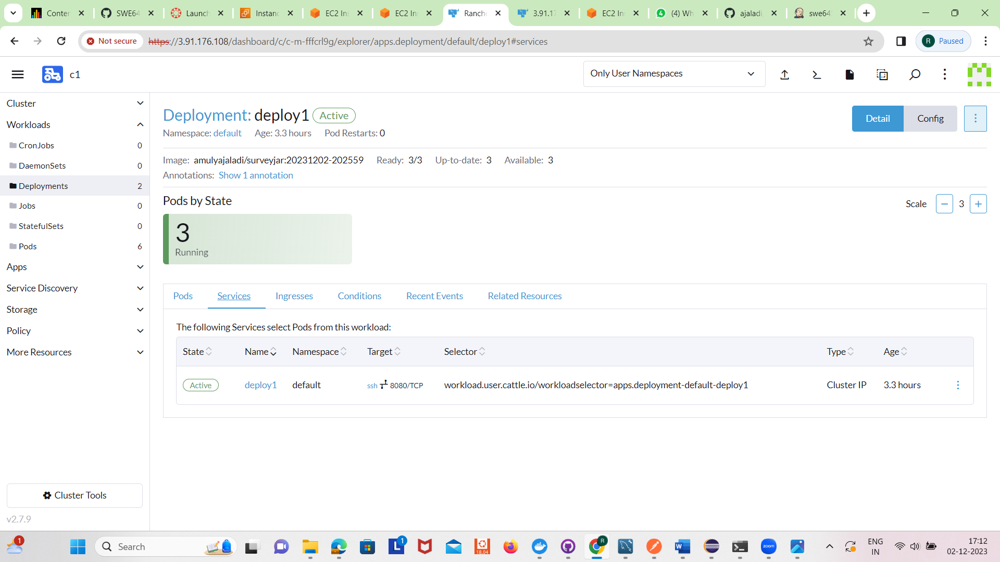 Conter
SWE64
Launch
Instanc
EC2 Ins
EC2 In
Ranche
3.91.17
EC2 In
(4) Wh
ajaladi
swe64
Not secure
https://3.91.176.108/dashboard/c/c-m-fffcrl9g/explorer/apps.deployment/default/deploy1#services
R Paused
c1
Only User Namespaces
Cluster
Workloads
CronJobs 0
DaemonSets 0
Deployments 2
Jobs 0
StatefulSets 0
Pods 6
Apps
Service Discovery
Storage
Policy
More Resources
Cluster Tools
v2.7.9
Deployment: deploy1 Active
Detail Config
Namespace: default Age: 3.3 hours Pod Restarts: 0
Image: amulyajaladi/surveyjar:20231202-202559 Ready: 3/3 Up-to-date: 3 Available: 3
Annotations: Show 1 annotation
Pods by State
Scale 3
3
Running
Pods Services Ingresses Conditions Recent Events Related Resources
The following Services select Pods from this workload:
State Name Namespace Target Selector Type Age
Active deploy1 default ssh 8080/TCP workload.user.cattle.io/workloadselector=apps.deployment-default-deploy1 Cluster IP 3.3 hours
1
Search
L 1
18.04
R
W
zoom
ENG
IN
17:12
02-12-2023